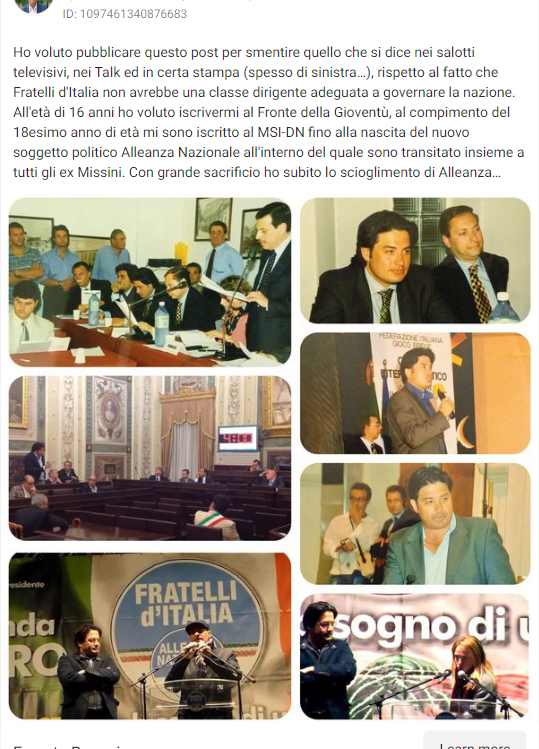 ID: 1097461340876683
Ho voluto pubblicare questo post per smentire quello che si dice nei salotti
televisivi, nei Talk ed in certa stampa (spesso di sinistra…), rispetto al fatto che
Fratelli d'Italia non avrebbe una classe dirigente adeguata a governare la nazione.
All'età di 16 anni ho voluto iscrivermi al Fronte della Gioventù, al compimento del
18esimo anno di età mi sono iscritto al MSI-DN fino alla nascita del nuovo
soggetto politico Alleanza Nazionale all'interno del quale sono transitato insieme a
tutti gli ex Missini. Con grande sacrificio ho subito lo scioglimento di Alleanza…
FEDERAZIONE ITALIANA
GIOCO BRIDGE
residente
nda
RO
FRATELLI
d'ITALIA
sogno di u
Learn more